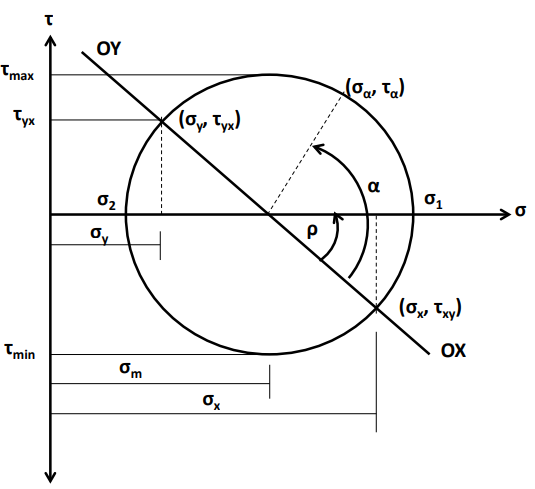 τ
OY
τmax
(σα, τα)
τyx
(σy, τyx)
α
σ2
σ1
σ
σy
ρ
(σx, τxy)
τmin
OX
σm
σx